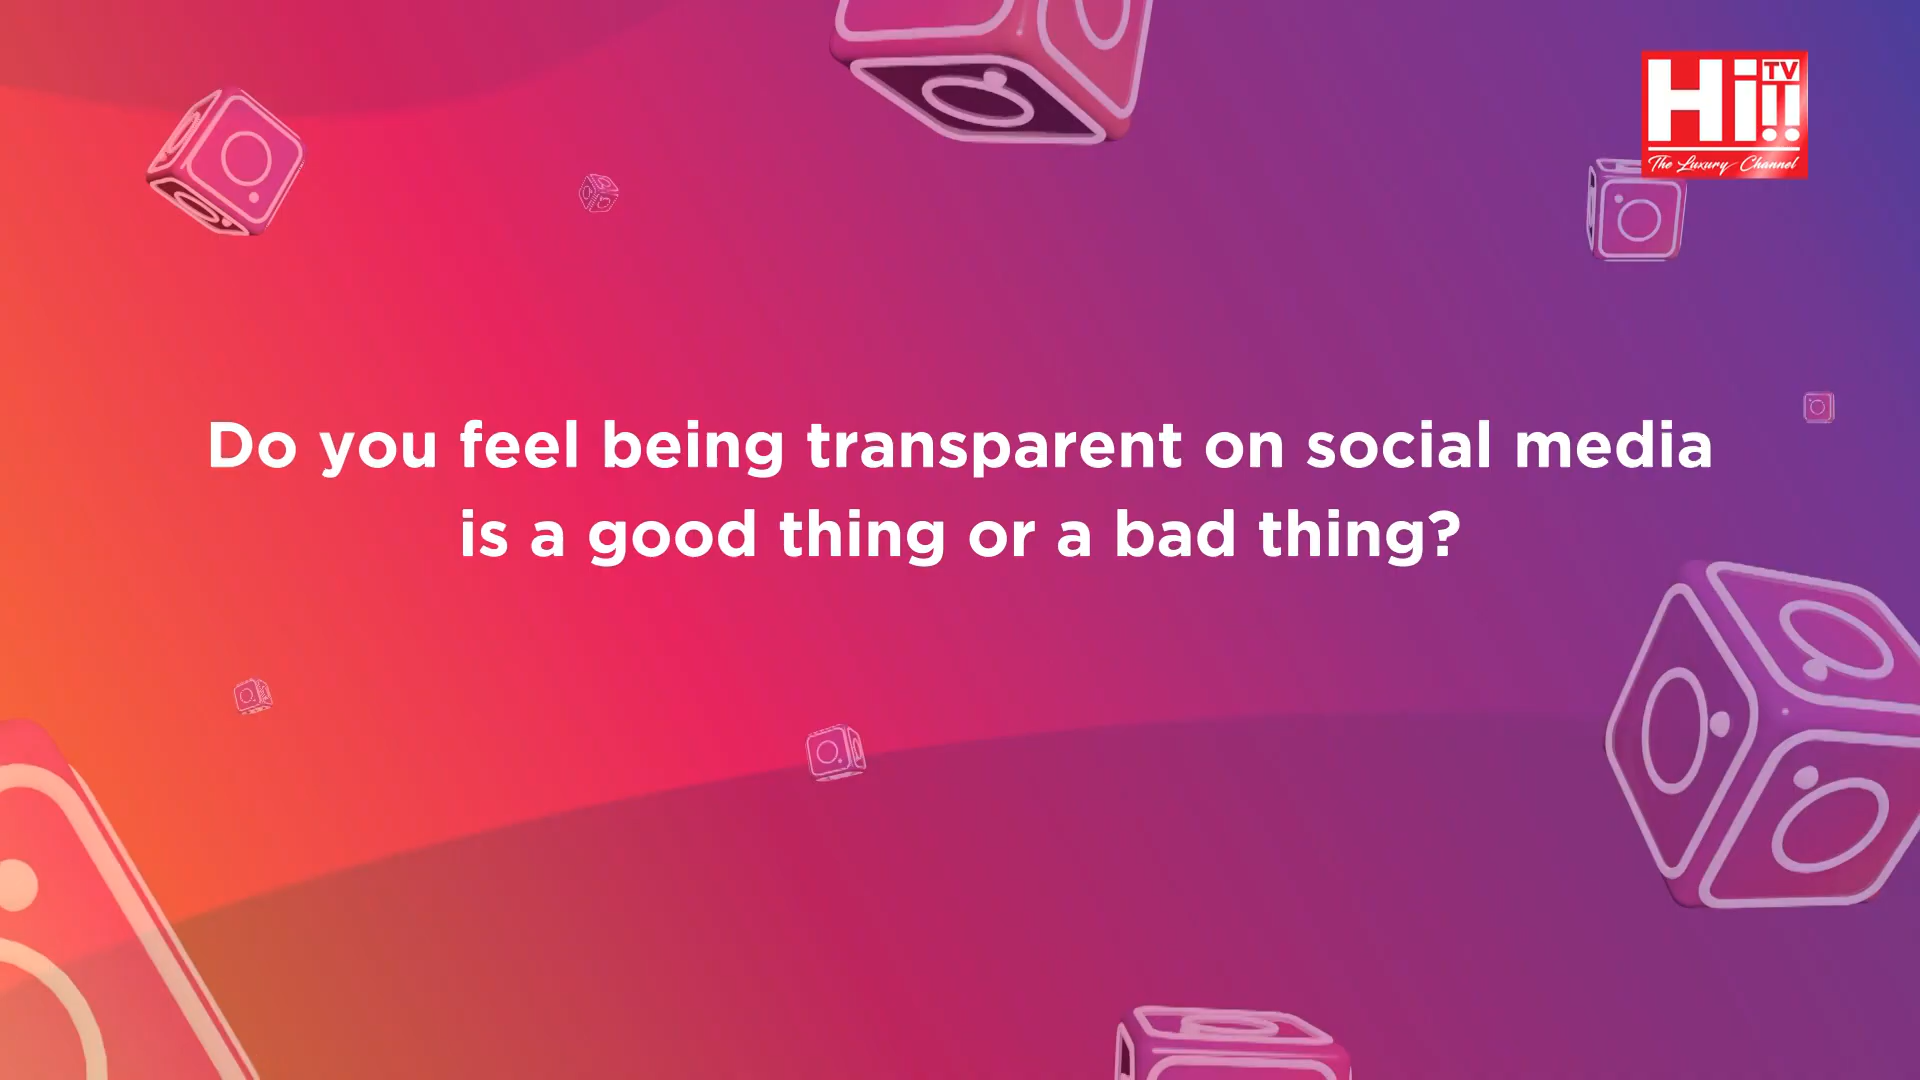 Hi!! TV
The Luxury Channel
Do you feel being transparent on social media
is a good thing or a bad thing?